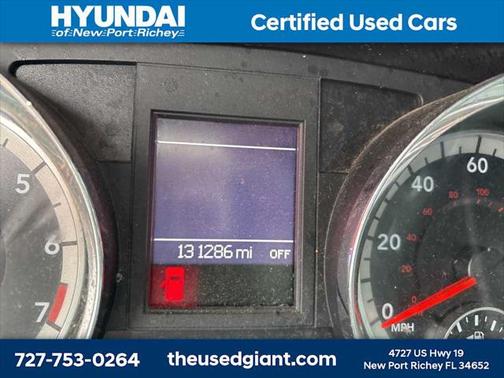 HYUNDAI
of New Port Richey
Certified Used Cars
5
6
7
131286 mi OFF
0
20
40
60
100
MPH
727-753-0264
theusedgiant.com
4727 US Hwy 19
New Port Richey FL 34652